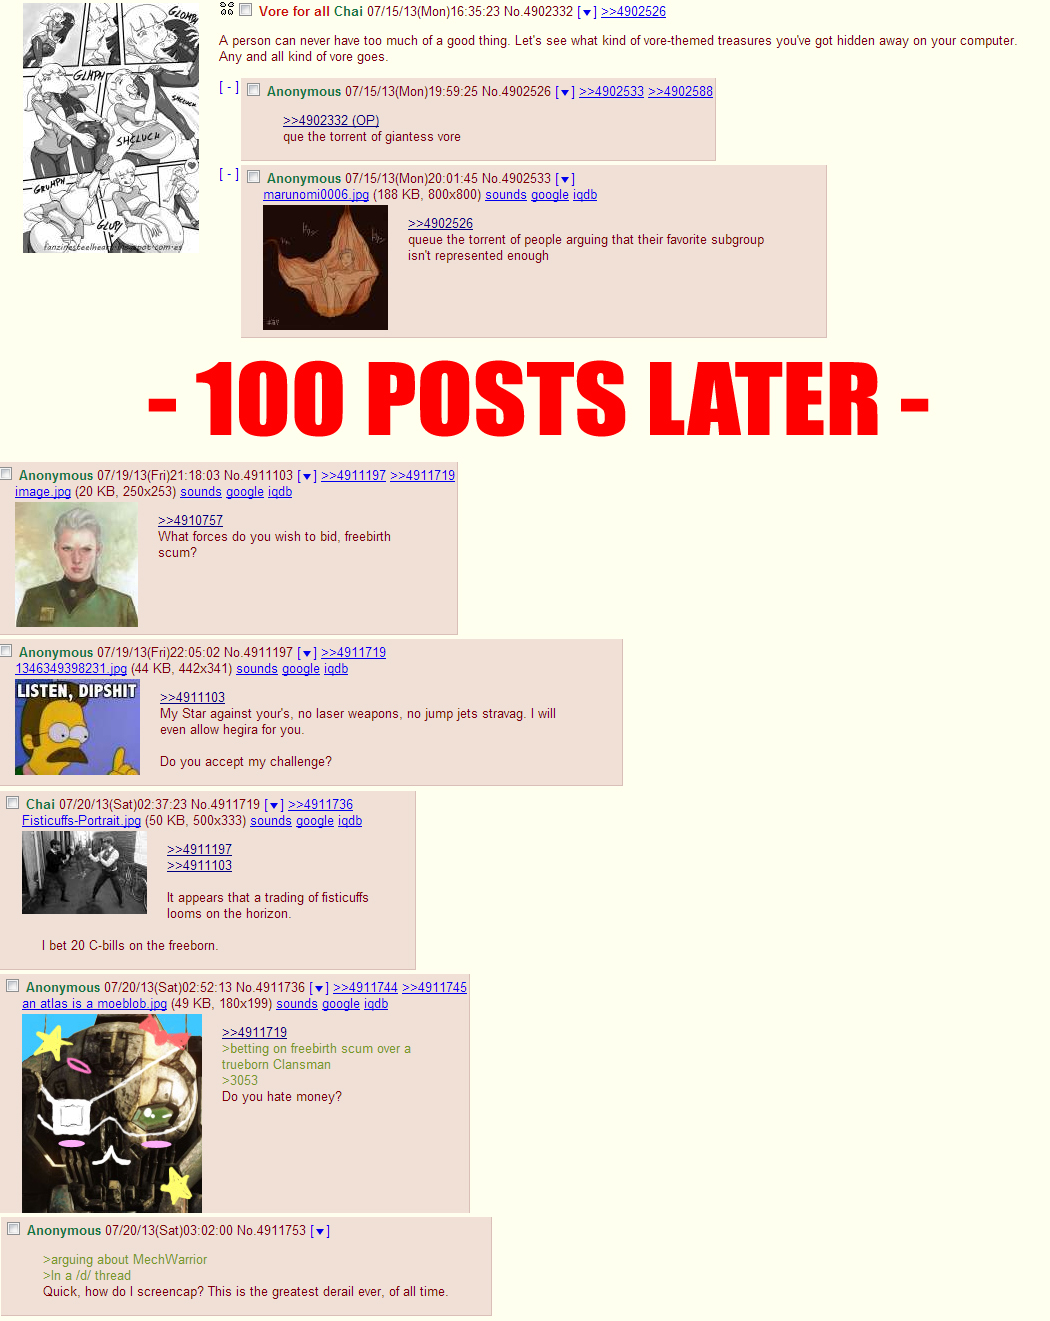 Vore for all Chai 07/15/13(Mon)16:35:23 No.4902332 [▼] >>4902526
A person can never have too much of a good thing. Let's see what kind of vore-themed treasures you've got hidden away on your computer.
Any and all kind of vore goes.
GLOMP
GLMPH
SHCLUCH
SHCLUCH
GRUMPH
GLUP!
[ - ] Anonymous 07/15/13(Mon)19:59:25 No.4902526 [▼] >>4902533 >>4902588
>>4902332 (OP)
que the torrent of giantess vore
[ - ] Anonymous 07/15/13(Mon)20:01:45 No.4902533 [▼]
marunomi0006.jpg (188 KB, 800x800) sounds google iqdb
>>4902526
queue the torrent of people arguing that their favorite subgroup
isn't represented enough
- 100 POSTS LATER -
Anonymous 07/19/13(Fri)21:18:03 No.4911103 [▼] >>4911197 >>4911719
image.jpg (20 KB, 250x253) sounds google iqdb
>>4910757
What forces do you wish to bid, freebirth
scum?
Anonymous 07/19/13(Fri)22:05:02 No.4911197 [▼] >>4911719
1346349398231.jpg (44 KB, 442x341) sounds google iqdb
LISTEN, DIPSHIT
>>4911103
My Star against your's, no laser weapons, no jump jets stravag. I will
even allow hegira for you.
Do you accept my challenge?
Chai 07/20/13(Sat)02:37:23 No.4911719 [▼] >>4911736
Fisticuffs-Portrait.jpg (50 KB, 500x333) sounds google iqdb
>>4911197
>>4911103
It appears that a trading of fisticuffs
looms on the horizon.
I bet 20 C-bills on the freeborn.
Anonymous 07/20/13(Sat)02:52:13 No.4911736 [▼] >>4911744 >>4911745
an atlas is a moeblob.jpg (49 KB, 180x199) sounds google iqdb
>>4911719
>betting on freebirth scum over a
trueborn Clansman
>3053
Do you hate money?
Anonymous 07/20/13(Sat)03:02:00 No.4911753 [▼]
>arguing about MechWarrior
>In a /d/ thread
Quick, how do I screencap? This is the greatest derail ever, of all time.